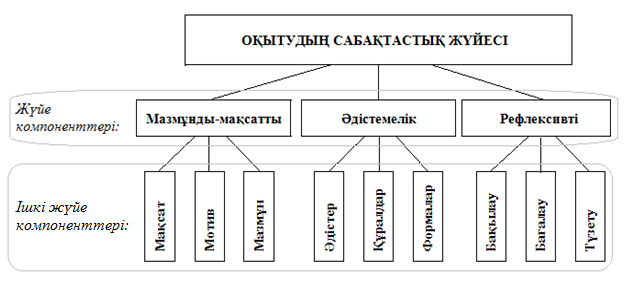 ОҚЫТУДЫҢ САБАҚТАСТЫҚ ЖҮЙЕСІ
Жүйе
компоненттері:
Мазмұнды-мақсатты
Әдістемелік
Рефлексивті
Ішкі жүйе
компоненттері:
Мақсат
Мотив
Мазмұн
Әдістер
Құралдар
Формалар
Бақылау
Бағалау
Түзету